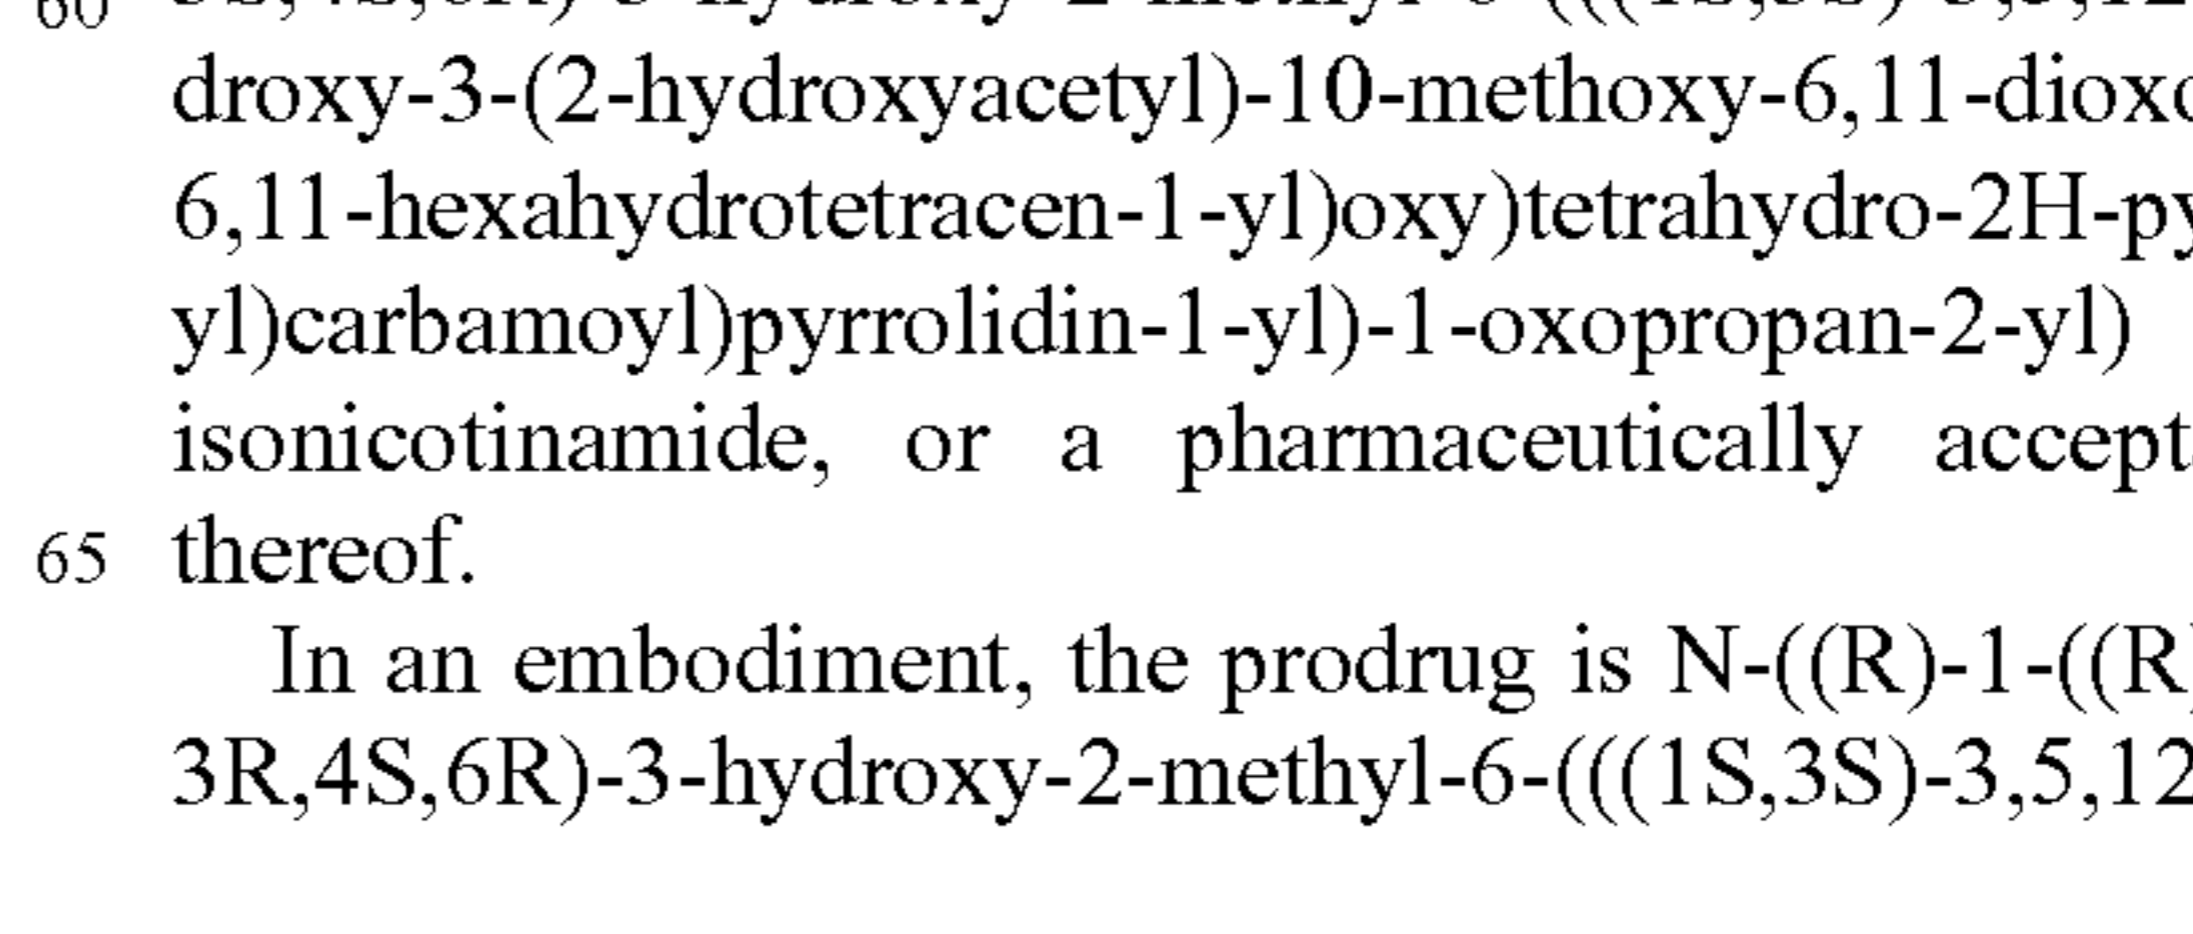 droxy-3-(2-hydroxyacetyl)-10-methoxy-6,11-dioxo
6,11-hexahydrotetracen-1-yl)oxy)tetrahydro-2H-py
yl)carbamoyl)pyrrolidin-1-yl)-1-oxopropan-2-yl)
isonicotinamide, or a pharmaceutically accept
65 thereof.
In an embodiment, the prodrug is N-((R)-1-((R)
3R,4S,6R)-3-hydroxy-2-methyl-6-(((1S,3S)-3,5,12